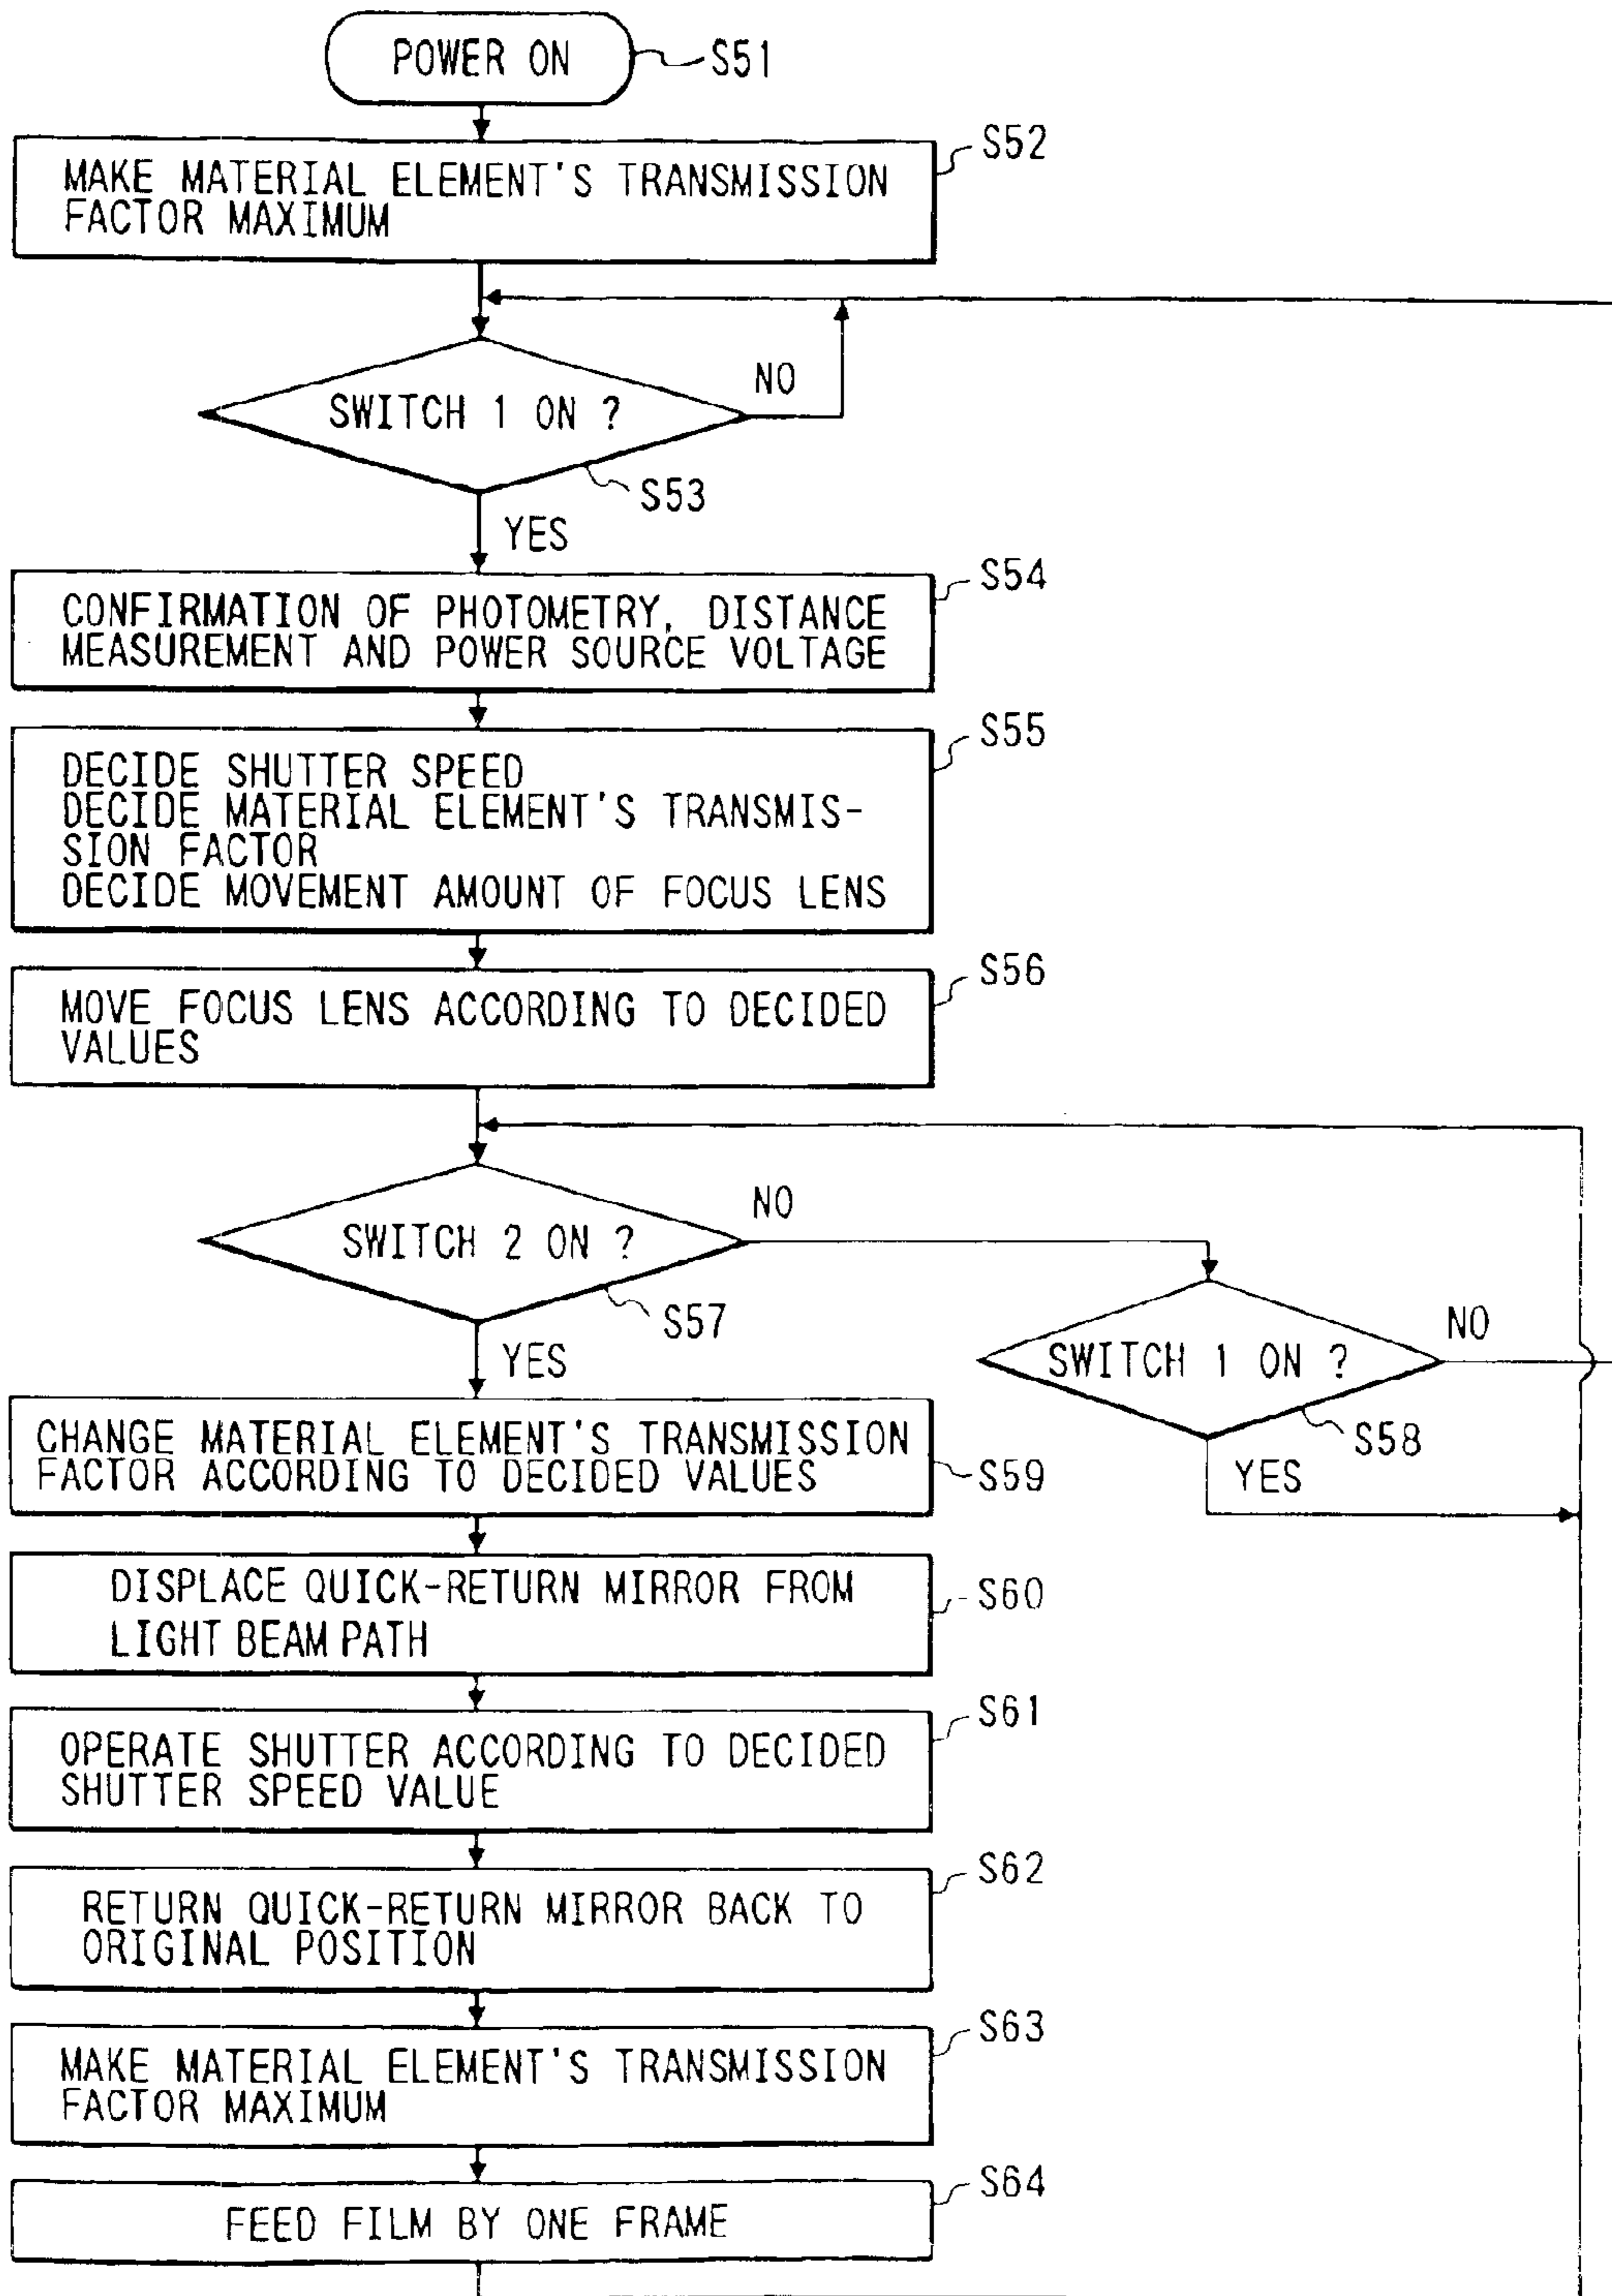 POWER ON
S51
MAKE MATERIAL ELEMENT'S TRANSMISSION
FACTOR MAXIMUM
S52
SWITCH 1 ON ?
NO
S53
YES
CONFIRMATION OF PHOTOMETRY, DISTANCE
MEASUREMENT AND POWER SOURCE VOLTAGE
S54
DECIDE SHUTTER SPEED
DECIDE MATERIAL ELEMENT'S TRANSMIS-
SION FACTOR
DECIDE MOVEMENT AMOUNT OF FOCUS LENS
S55
MOVE FOCUS LENS ACCORDING TO DECIDED
VALUES
S56
SWITCH 2 ON ?
NO
S57
YES
SWITCH 1 ON ?
NO
S58
YES
CHANGE MATERIAL ELEMENT'S TRANSMISSION
FACTOR ACCORDING TO DECIDED VALUES
S59
DISPLACE QUICK-RETURN MIRROR FROM
LIGHT BEAM PATH
S60
OPERATE SHUTTER ACCORDING TO DECIDED
SHUTTER SPEED VALUE
S61
RETURN QUICK-RETURN MIRROR BACK TO
ORIGINAL POSITION
S62
MAKE MATERIAL ELEMENT'S TRANSMISSION
FACTOR MAXIMUM
S63
FEED FILM BY ONE FRAME
S64